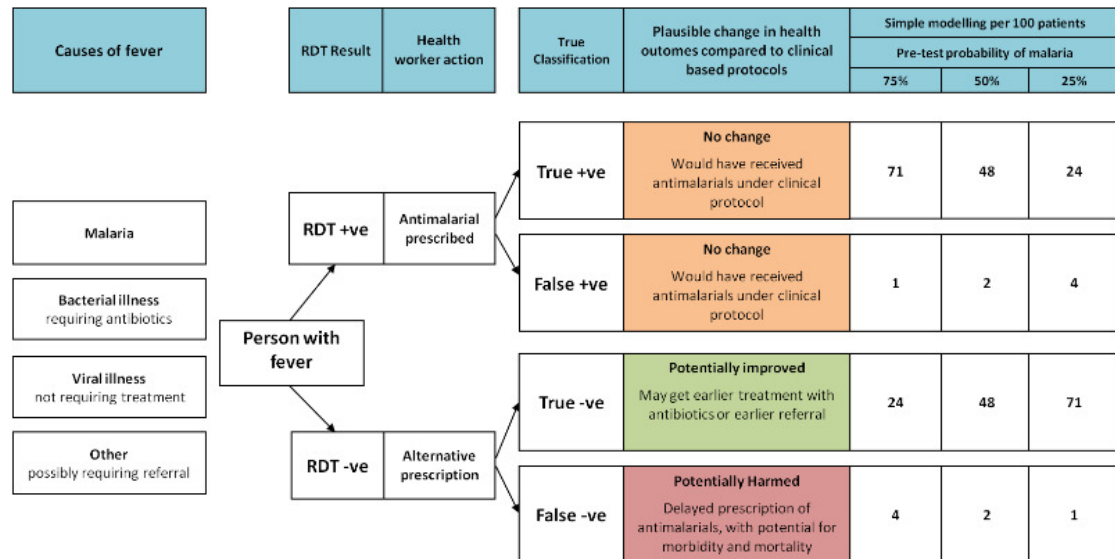 Causes of fever
RDT Result
Health
worker action
True
Classification
Plausible change in health
outomes compared to clinical
based protocols
Simple modelling per 100 patients
Pre-test probability of malaria
75%
50%
25%
Malaria
Bacterial illness
requiring antibiotics
Viral illness
not requiring treatment
Other
possibly requiring referral
Person with
fever
RDT +ve
Antimalarial
prescribed
RDT -ve
Alternative
prescription
True +ve
No change
Would have received
antimalarials under clinical
protocol
71
48
24
False +ve
No change
Would have received
antimalarials under clinical
protocol
1
2
4
True -ve
Potentially improved
May get earlier treatment with
antibiotics or earlier referral
24
48
71
False -ve
Potentially Harmed
Delayed prescription of
antimalarials, with potential for
morbidity and mortality
4
2
1